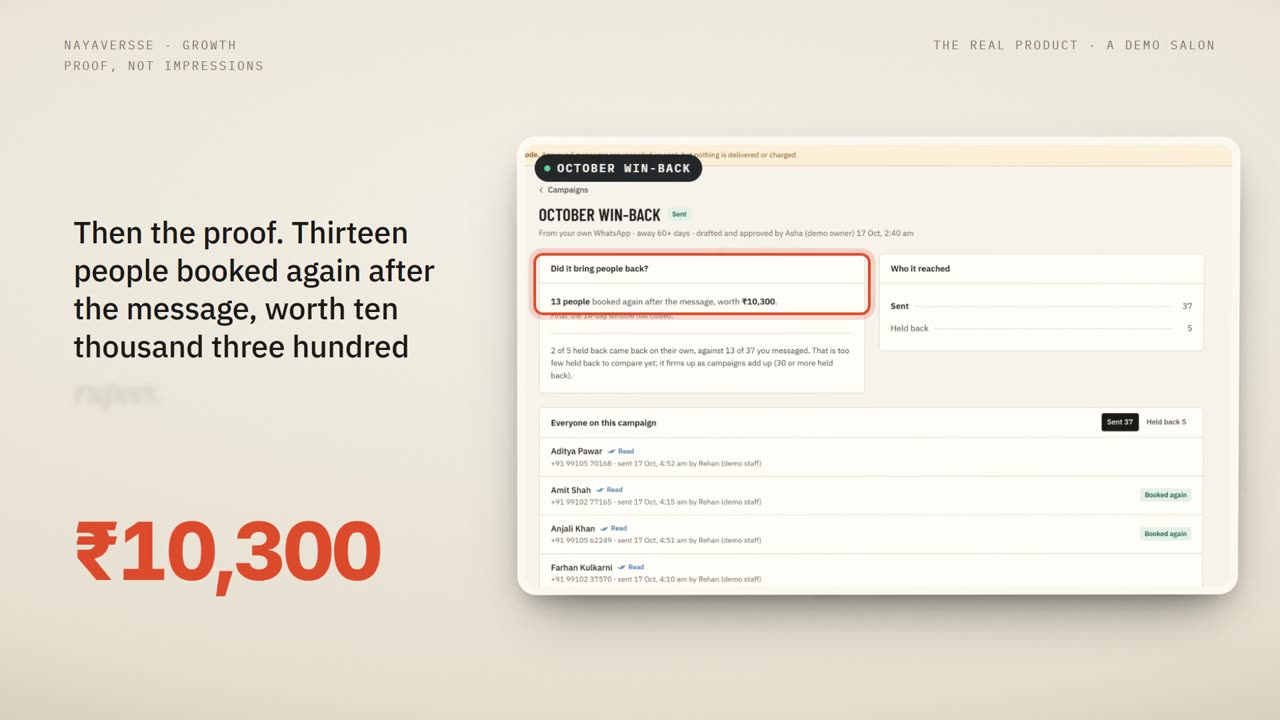 NAYAVERSSE · GROWTH
PROOF, NOT IMPRESSIONS
THE REAL PRODUCT · A DEMO SALON
Then the proof. Thirteen
people booked again after
the message, worth ten
thousand three hundred
rupees.
₹10,300
nothing is delivered or charged.
OCTOBER WIN-BACK
Campaigns
OCTOBER WIN-BACK Sent
From your own WhatsApp · away 60+ days · drafted and approved by Asha (demo owner) 17 Oct, 2:40 am
Did it bring people back?
13 people booked again after the message, worth ₹10,300.
Final: the 14-day window has closed.
2 of 5 held back came back on their own, against 13 of 37 you messaged. That is too
few held back to compare yet; it firms up as campaigns add up (30 or more held
back).
Who it reached
Sent 37
Held back 5
Everyone on this campaign
Sent 37 Held back 5
Aditya Pawar Read
+91 99105 70168 · sent 17 Oct, 4:52 am by Rehan (demo staff)
Amit Shah Read
+91 99102 77165 · sent 17 Oct, 4:15 am by Rehan (demo staff)
Booked again
Anjali Khan Read
+91 99105 62249 · sent 17 Oct, 4:51 am by Rehan (demo staff)
Booked again
Farhan Kulkarni Read
+91 99102 37570 · sent 17 Oct, 4:10 am by Rehan (demo staff)